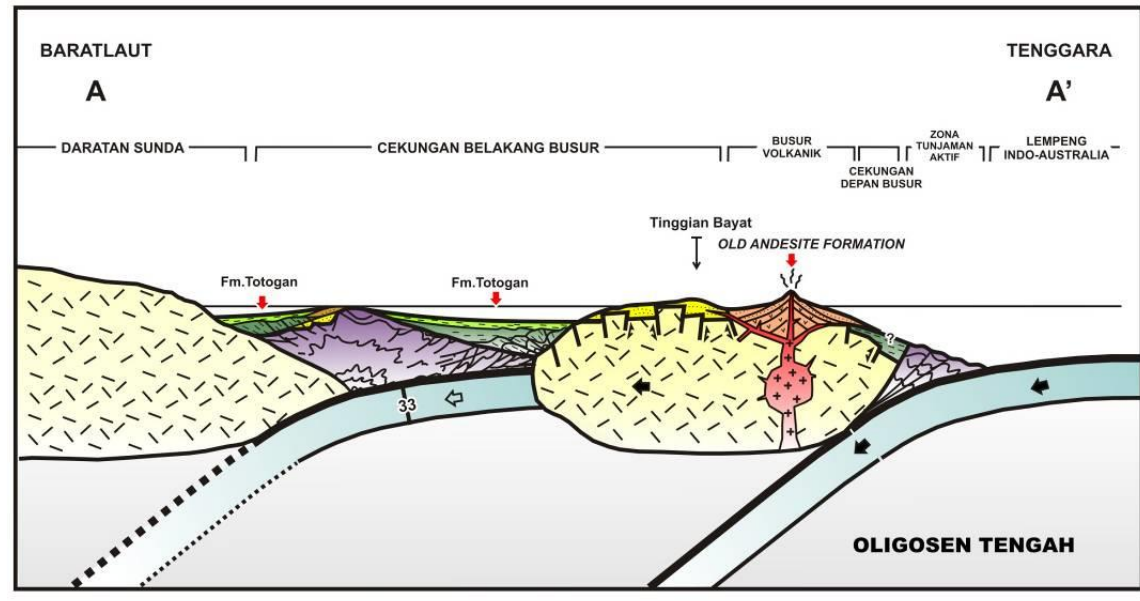 BARATLAUT
A
TENGGARA
A’
DARATAN SUNDA
CEKUNGAN BELAKANG BUSUR
BUSUR
VOLKANIK
CEKUNGAN
DEPAN BUSUR
ZONA
TUNJAMAN
AKTIF
LEMPENG
INDO-AUSTRALIA
Tinggian Bayat
OLD ANDESITE FORMATION
Fm.Totogan
Fm.Totogan
?
33
OLIGOSEN TENGAH